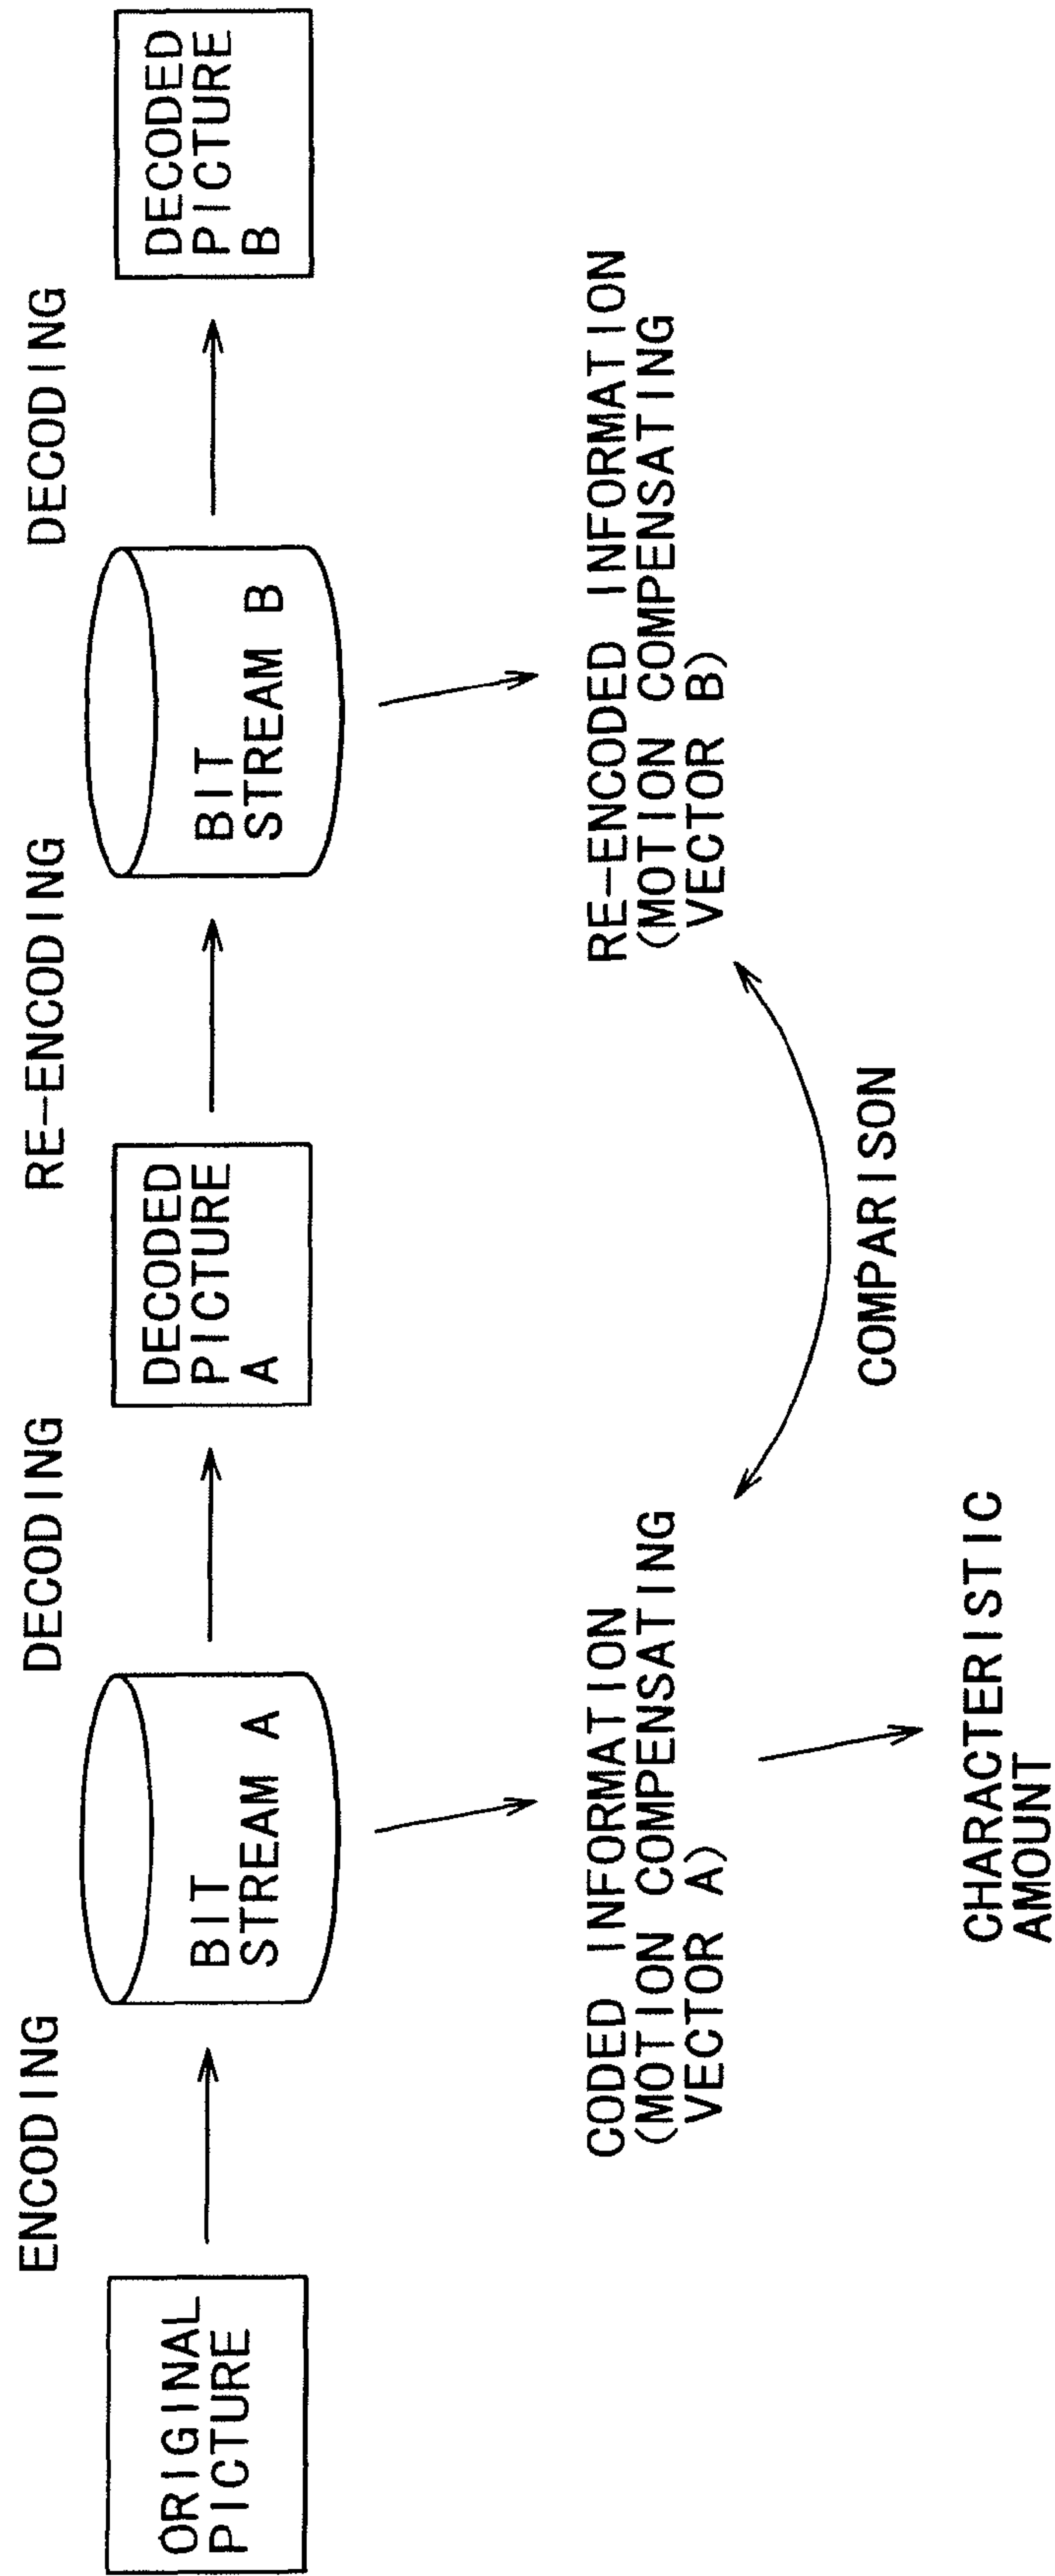 ENCODING
DECODING
RE-ENCODING
DECODING
ORIGINAL
PICTURE
BIT
STREAM A
DECODED
PICTURE
A
BIT
STREAM B
DECODED
PICTURE
B
CODED INFORMATION
(MOTION COMPENSATING
VECTOR A)
RE-ENCODED INFORMATION
(MOTION COMPENSATING
VECTOR B)
COMPARISON
CHARACTERISTIC
AMOUNT